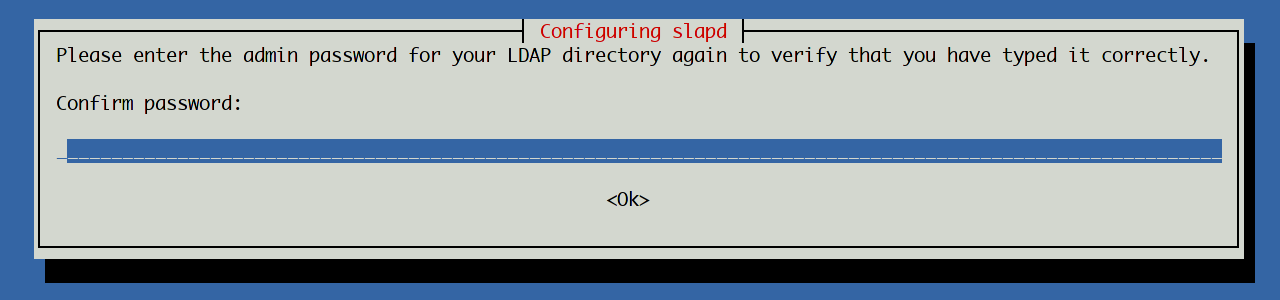 Configuring slapd
Please enter the admin password for your LDAP directory again to verify that you have typed it correctly.
Confirm password:
<Ok>